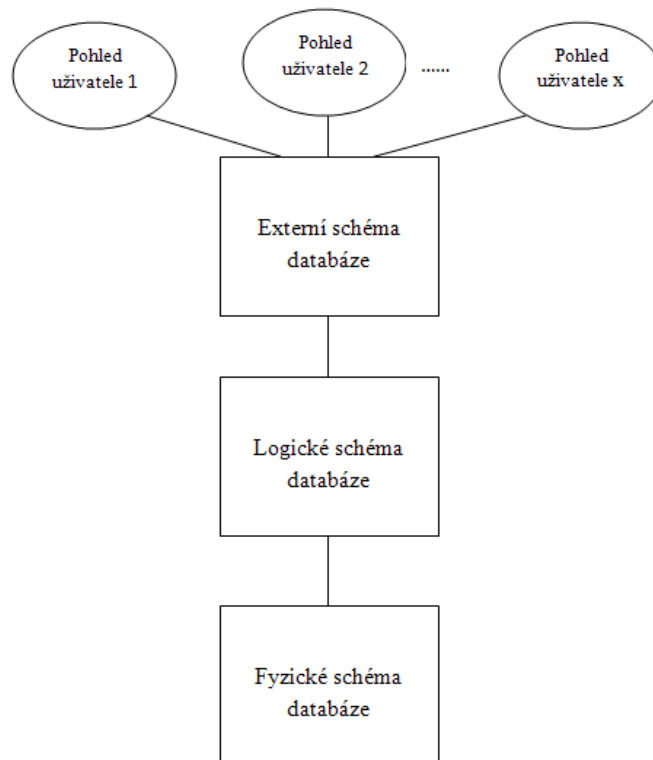 Pohled
uživatele 1
Pohled
uživatele 2
......
Pohled
uživatele x
Externí schéma
databáze
Logické schéma
databáze
Fyzické schéma
databáze